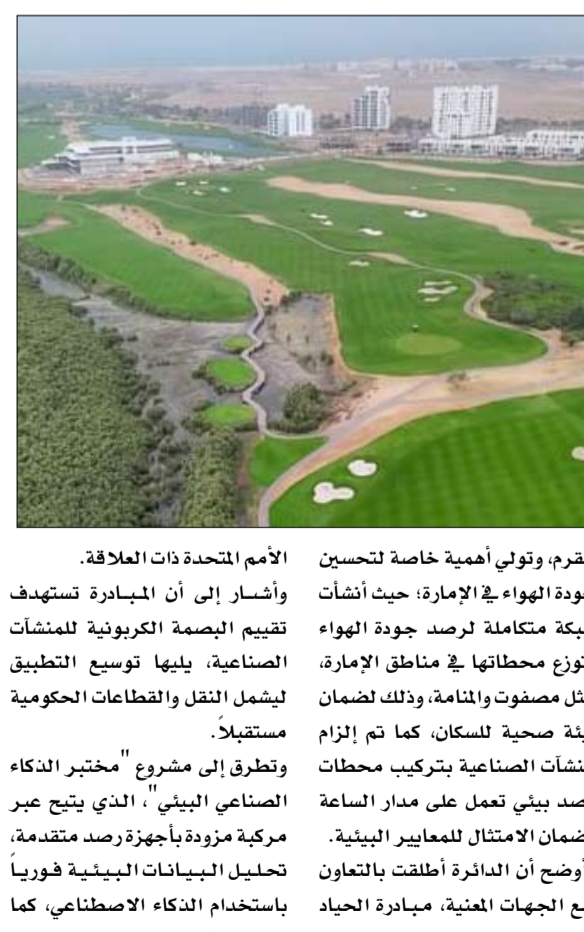 القرم، وتولي أهمية خاصة لتحسين
جودة الهواء في الإمارة؛ حيث أنشأت
شبكة متكاملة لرصد جودة الهواء
تتوزع محطاتها في مناطق الإمارة،
مثل مصفوت والمنامة، وذلك لضمان
بيئة صحية للسكان، كما تم إلزام
المنشآت الصناعية بتركيب محطات
رصد بيئي تعمل على مدار الساعة
لضمان الامتثال للمعايير البيئية.
وأوضح أن الدائرة أطلقت بالتعاون
مع الجهات المعنية، مبادرة الحياد
الأمم المتحدة ذات العلاقة.
وأشار إلى أن المبادرة تستهدف
تقييم البصمة الكربونية للمنشآت
الصناعية، يليها توسيع التطبيق
ليشمل النقل والقطاعات الحكومية
مستقبلاً.
وتطرق إلى مشروع "مختبر الذكاء
الصناعي البيئي"، الذي يتيح عبر
مركبة مزودة بأجهزة رصد متقدمة،
تحليل البيانات البيئية فورياً
باستخدام الذكاء الاصطناعي، كما